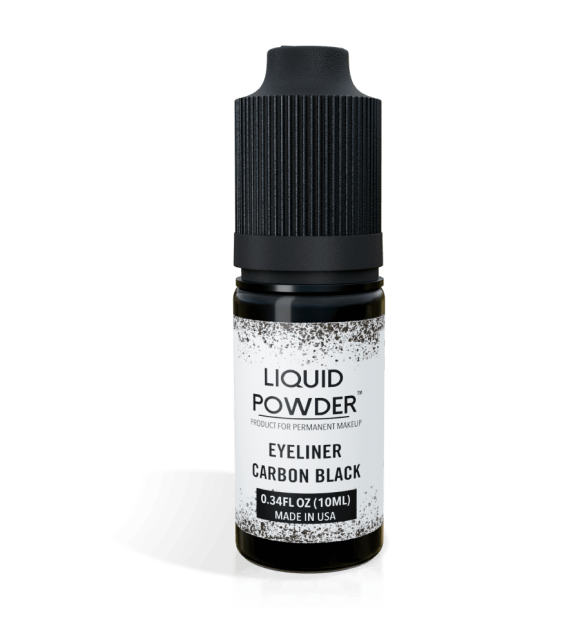 LIQUID
POWDER™
PRODUCT FOR PERMANENT MAKEUP
EYELINER
CARBON BLACK
0.34FL OZ (10ML)
MADE IN USA